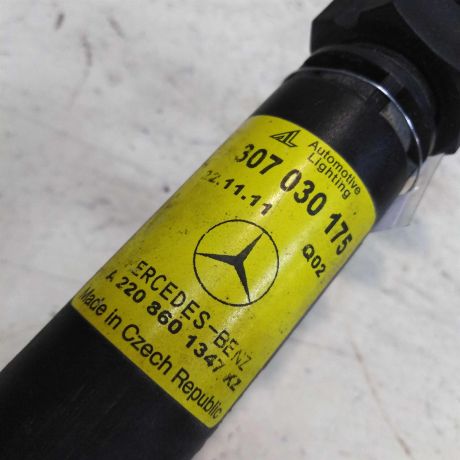 AL Automotive
Lighting
307 030 175
22.11.11 Q02
MERCEDES-BENZ
A 220 860 1347 KZ
Made in Czech Republic